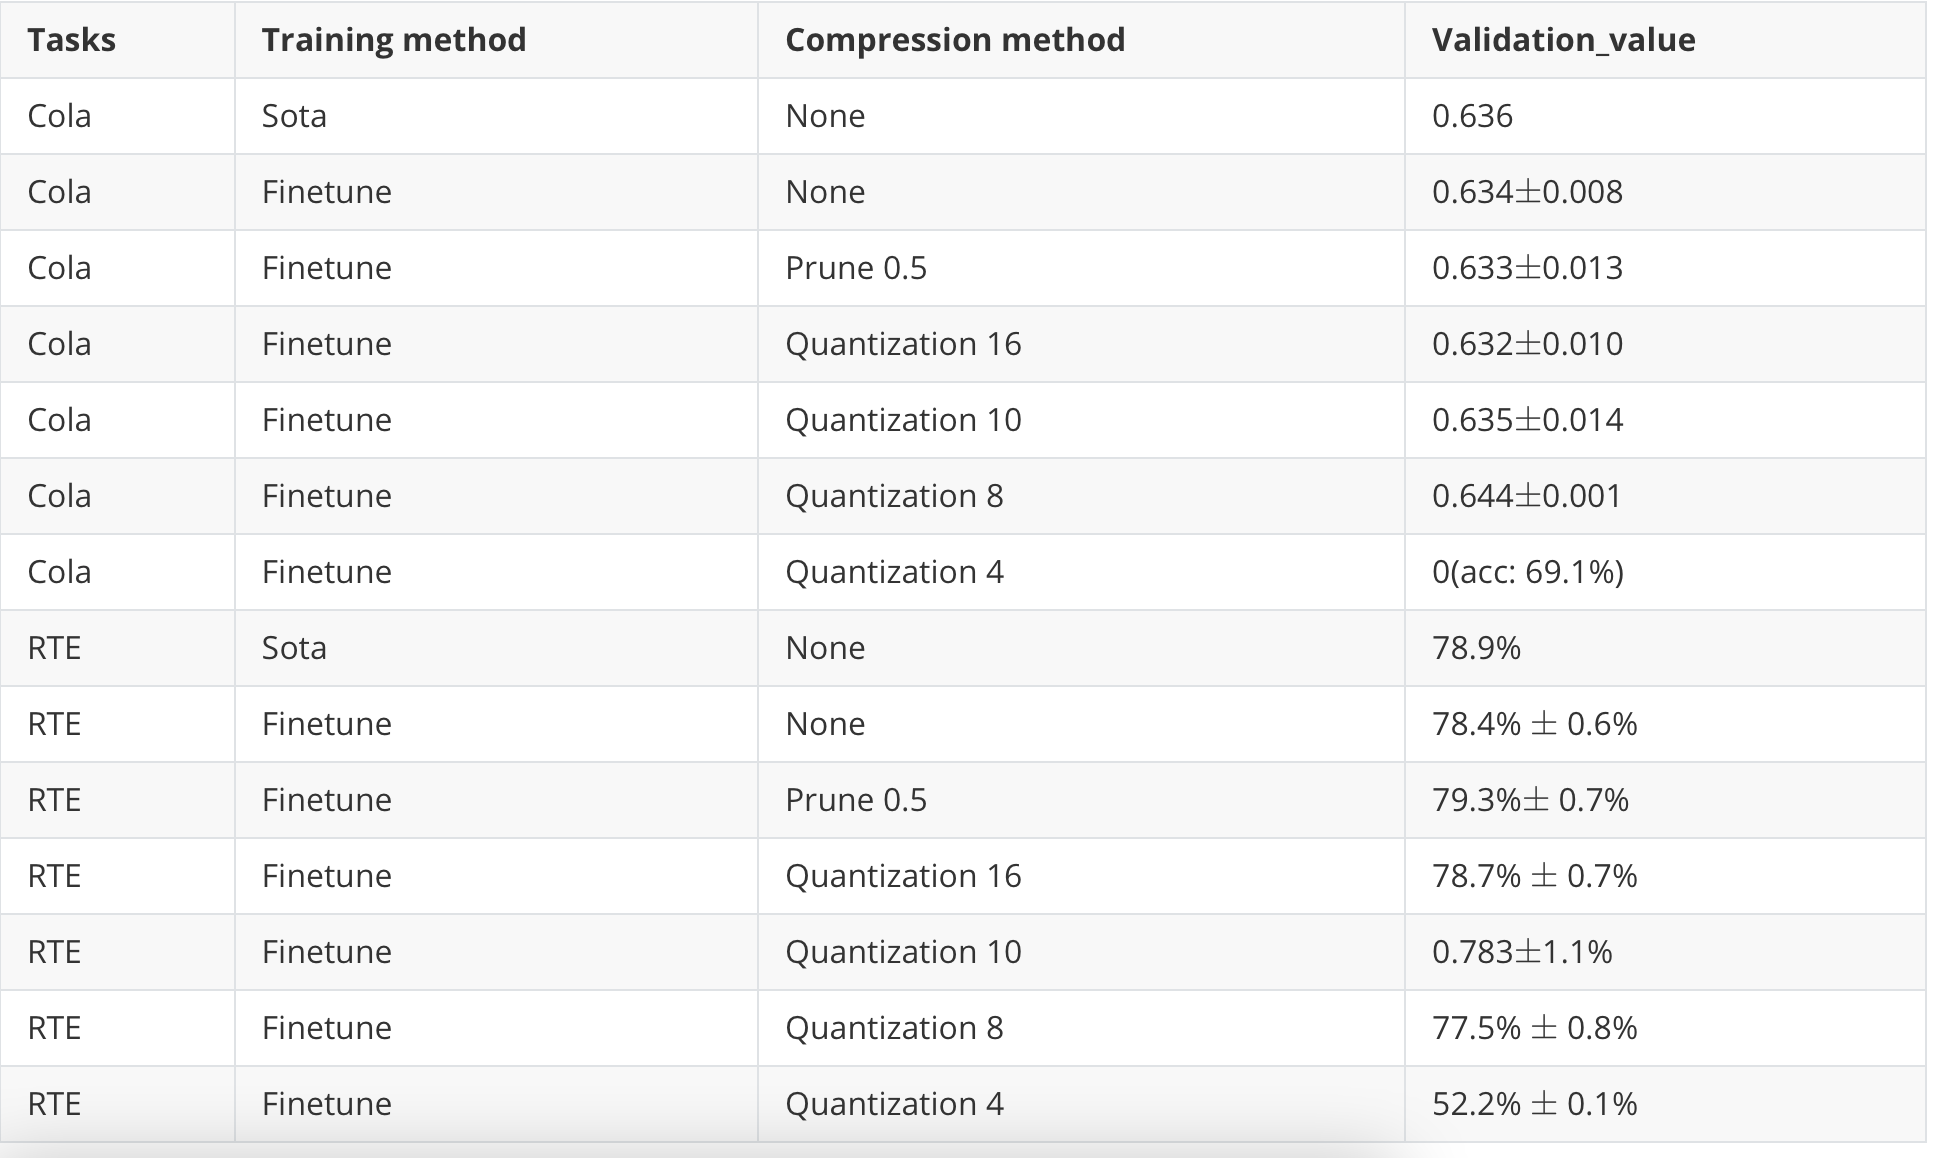 Tasks Training method Compression method Validation_value
Cola Sota None 0.636
Cola Finetune None 0.634±0.008
Cola Finetune Prune 0.5 0.633±0.013
Cola Finetune Quantization 16 0.632±0.010
Cola Finetune Quantization 10 0.635±0.014
Cola Finetune Quantization 8 0.644±0.001
Cola Finetune Quantization 4 0(acc: 69.1%)
RTE Sota None 78.9%
RTE Finetune None 78.4% ± 0.6%
RTE Finetune Prune 0.5 79.3%± 0.7%
RTE Finetune Quantization 16 78.7% ± 0.7%
RTE Finetune Quantization 10 0.783±1.1%
RTE Finetune Quantization 8 77.5% ± 0.8%
RTE Finetune Quantization 4 52.2% ± 0.1%